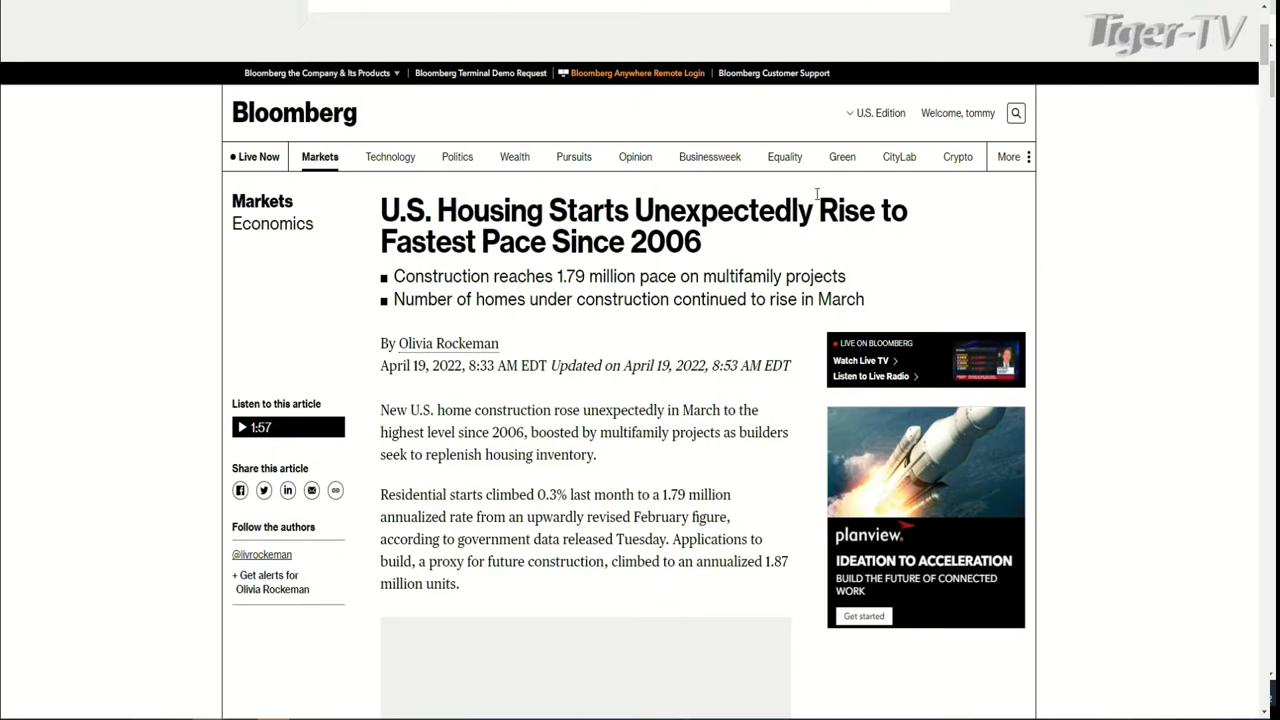 Tiger-TV
Bloomberg the Company & Its Products
Bloomberg Terminal Demo Request
Bloomberg Anywhere Remote Login
Bloomberg Customer Support
Bloomberg
U.S. Edition
Welcome, tommy
Live Now
Markets
Technology
Politics
Wealth
Pursuits
Opinion
Businessweek
Equality
Green
CityLab
Crypto
More
Markets
Economics
U.S. Housing Starts Unexpectedly Rise to
Fastest Pace Since 2006
Construction reaches 1.79 million pace on multifamily projects
Number of homes under construction continued to rise in March
By Olivia Rockeman
April 19, 2022, 8:33 AM EDT Updated on April 19, 2022, 8:53 AM EDT
Listen to this article
1:57
Share this article
Follow the authors
@livrockeman
+ Get alerts for
Olivia Rockeman
New U.S. home construction rose unexpectedly in March to the
highest level since 2006, boosted by multifamily projects as builders
seek to replenish housing inventory.
Residential starts climbed 0.3% last month to a 1.79 million
annualized rate from an upwardly revised February figure,
according to government data released Tuesday. Applications to
build, a proxy for future construction, climbed to an annualized 1.87
million units.
LIVE ON BLOOMBERG
Watch Live TV
Listen to Live Radio
planview.
IDEATION TO ACCELERATION
BUILD THE FUTURE OF CONNECTED
WORK
Get started